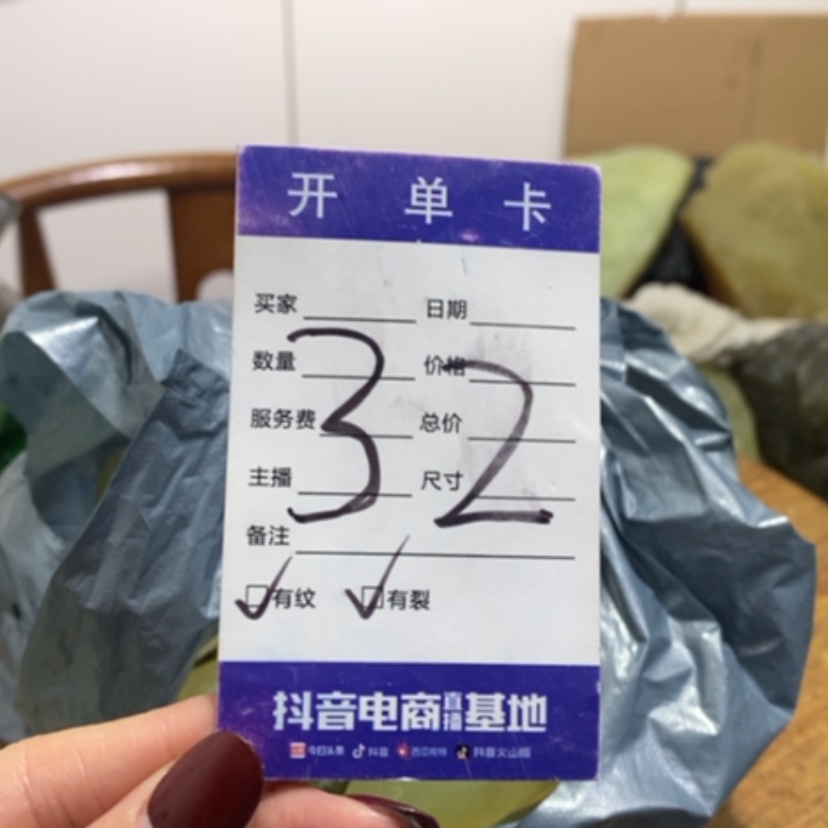 开单卡
买家 日期
数量 价格
32
服务费 总价
主播 尺寸
备注
有纹 有裂
抖音电商直播基地
今日头条 抖音 西瓜视频 抖音火山版